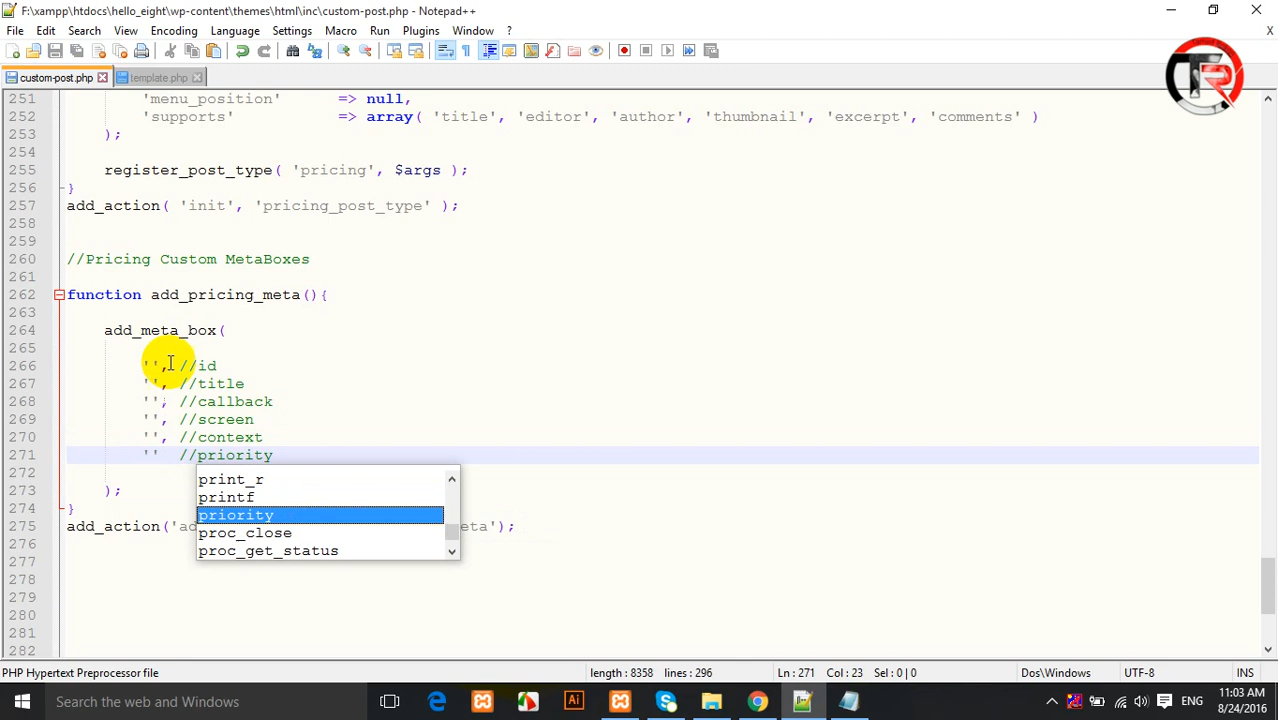 F:\xampp\htdocs\hello_eight\wp-content\themes\html\inc\custom-post.php - Notepad++
File Edit Search View Encoding Language Settings Macro Run Plugins Window ? X
custom-post.php template.php
251 'menu_position' => null,
252 'supports' => array( 'title', 'editor', 'author', 'thumbnail', 'excerpt', 'comments' )
253 );
254
255 register_post_type( 'pricing', $args );
256 }
257 add_action( 'init', 'pricing_post_type' );
258
259
260 //Pricing Custom MetaBoxes
261
262 function add_pricing_meta(){
263
264 add_meta_box(
265
266 '', //id
267 '', //title
268 '', //callback
269 '', //screen
270 '', //context
271 '' //priority
272
print_r
273 );
printf
274 }
priority
275 add_action('ad eta');
proc_close
276
proc_get_status
277
278
279
280
281
282
PHP Hypertext Preprocessor file length : 8358 lines : 296 Ln : 271 Col : 23 Sel : 0 | 0 Dos\Windows UTF-8 INS
Search the web and Windows ENG 11:03 AM
8/24/2016